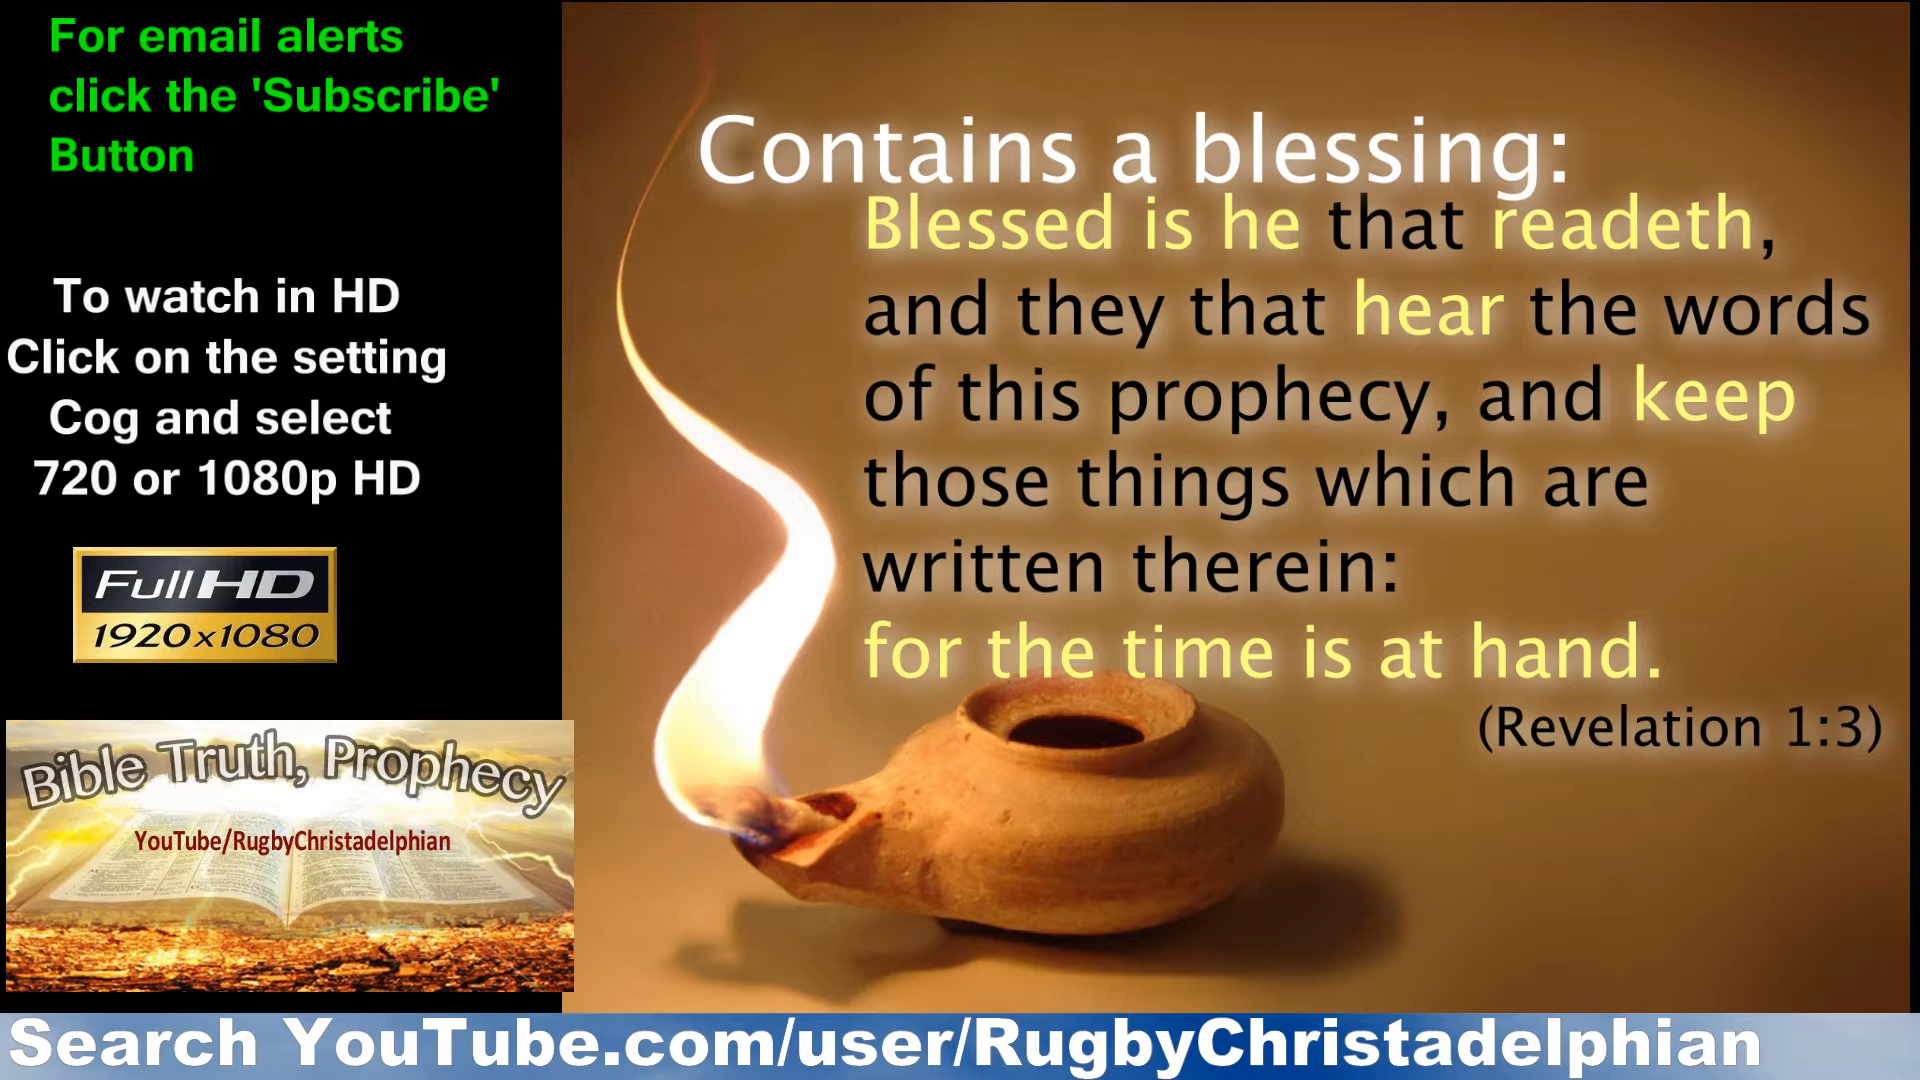 For email alerts
click the 'Subscribe'
Button
To watch in HD
Click on the setting
Cog and select
720 or 1080p HD
Full HD
1920x1080
Bible Truth, Prophecy
YouTube/RugbyChristadelphian
Contains a blessing:
Blessed is he that readeth,
and they that hear the words
of this prophecy, and keep
those things which are
written therein:
for the time is at hand.
(Revelation 1:3)
Search YouTube.com/user/RugbyChristadelphian